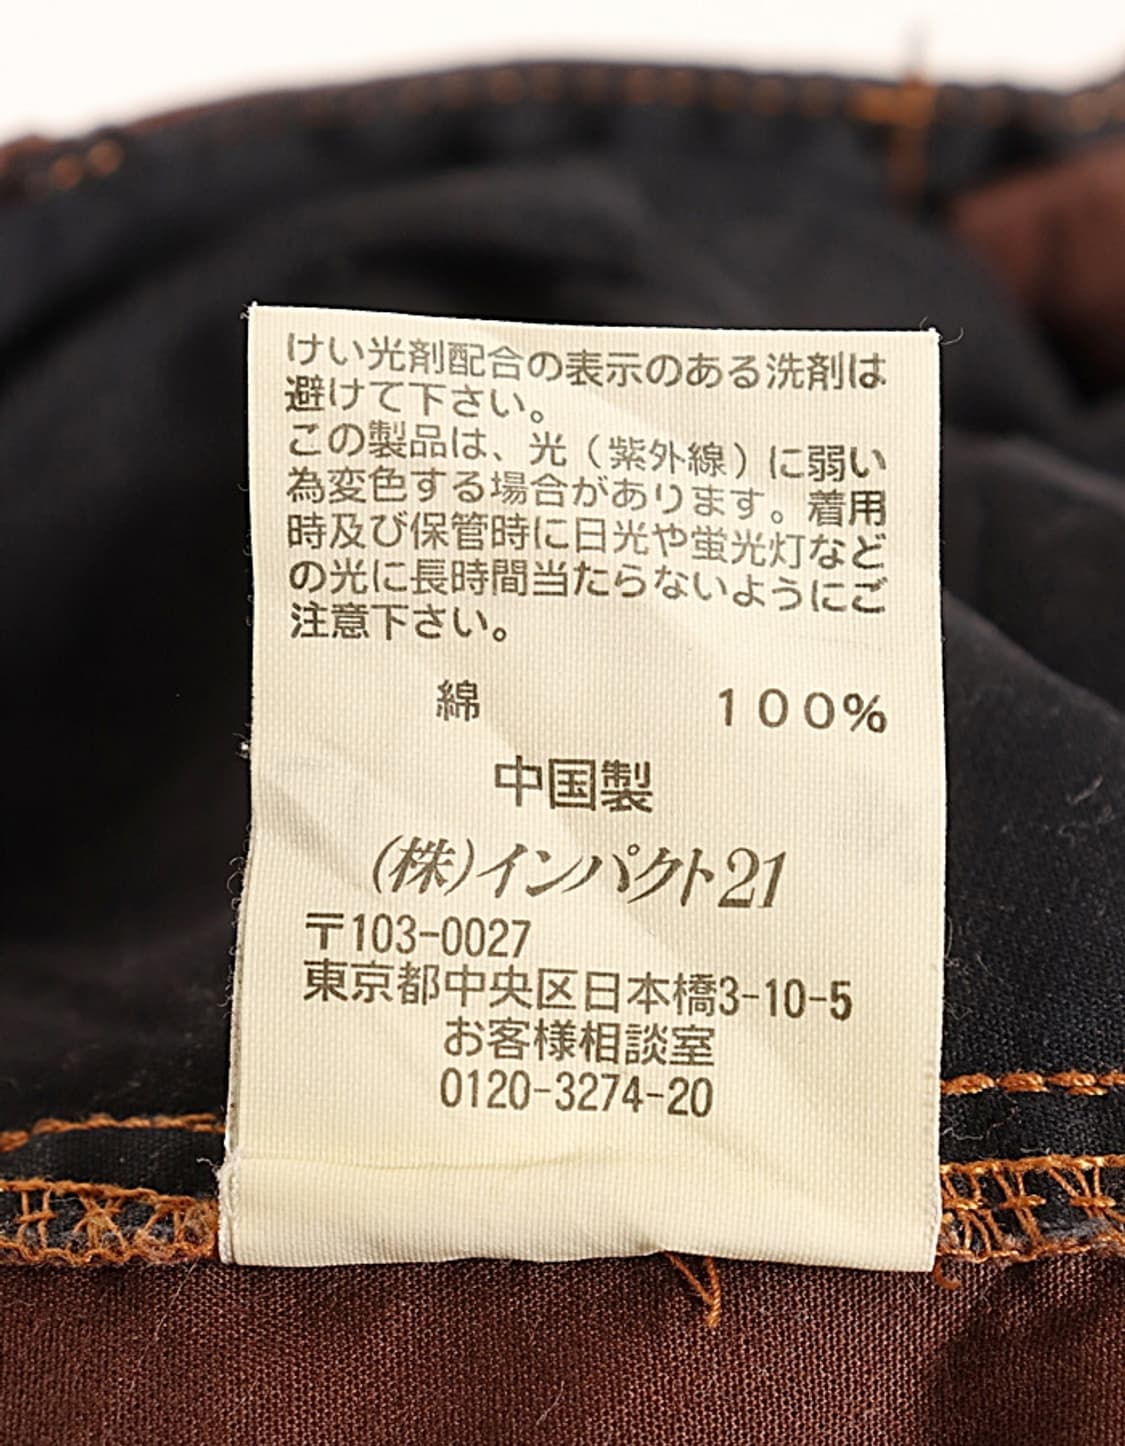 けい光剤配合の表示のある洗剤は
避けて下さい。
この製品は、光（紫外線）に弱い
為変色する場合があります。着用
時及び保管時に日光や蛍光灯など
の光に長時間当たらないようにご
注意下さい。
綿 100%
中国製
(株)インパクト21
〒103-0027
東京都中央区日本橋3-10-5
お客様相談室
0120-3274-20